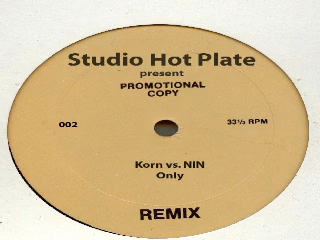 Studio Hot Plate
present
PROMOTIONAL
COPY
002
33⅓ RPM
Korn vs. NIN
Only
REMIX